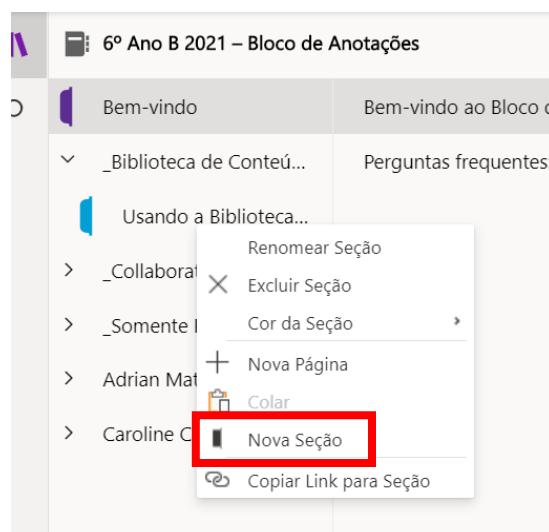 6º Ano B 2021 – Bloco de Anotações
Bem-vindo
Bem-vindo ao Bloco
_Biblioteca de Conteú...
Perguntas frequentes
Usando a Biblioteca...
Renomear Seção
_Collabora
Excluir Seção
_Somente
Cor da Seção
Nova Página
Adrian Mat
Colar
Caroline C
Nova Seção
Copiar Link para Seção